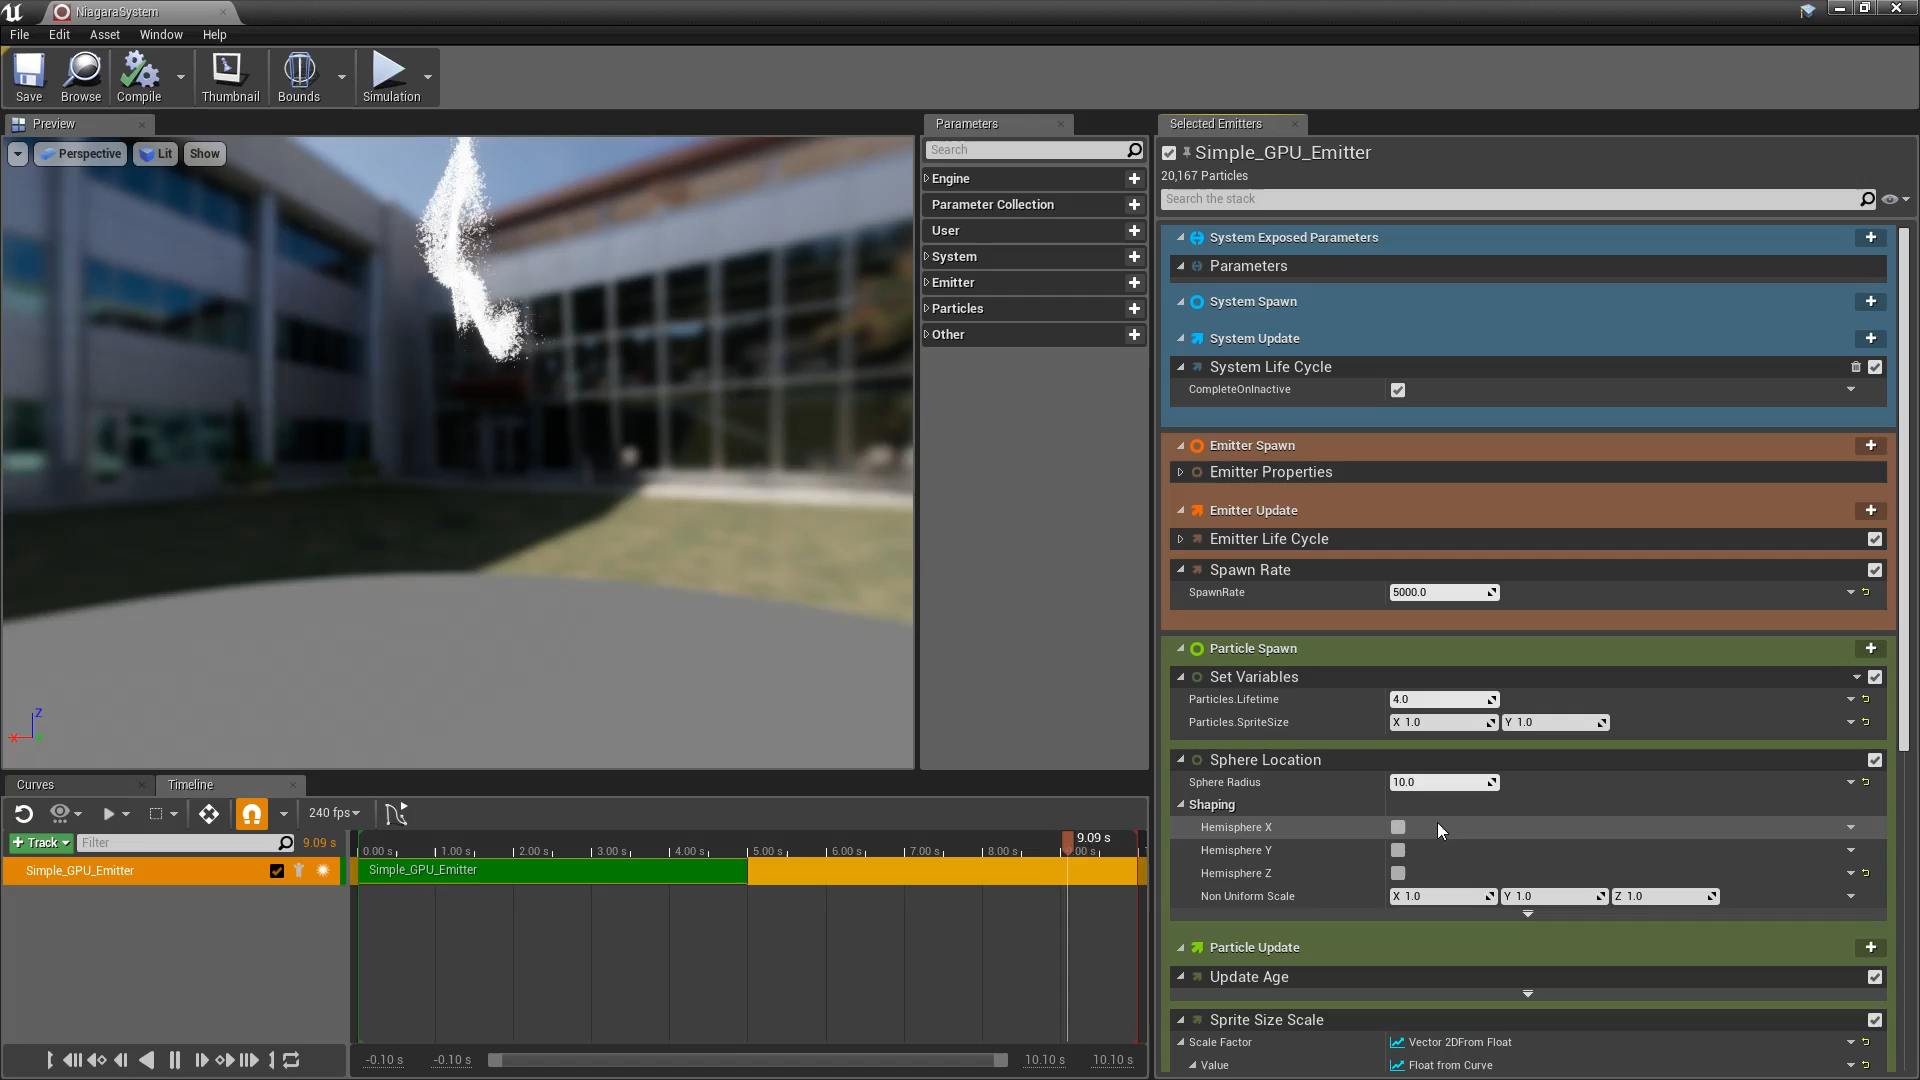 NiagaraSystem
File Edit Asset Window Help
Save Browse Compile Thumbnail Bounds Simulation
Preview
Perspective Lit Show
Z
X
Parameters
Search
Engine
Parameter Collection
User
System
Emitter
Particles
Other
Selected Emitters
Simple_GPU_Emitter
20,167 Particles
Search the stack
System Exposed Parameters
Parameters
System Spawn
System Update
System Life Cycle
CompleteOnInactive
Emitter Spawn
Emitter Properties
Emitter Update
Emitter Life Cycle
Spawn Rate
SpawnRate 5000.0
Particle Spawn
Set Variables
Particles.Lifetime 4.0
Particles.SpriteSize X 1.0 Y 1.0
Sphere Location
Sphere Radius 10.0
Shaping
Hemisphere X
Hemisphere Y
Hemisphere Z
Non Uniform Scale X 1.0 Y 1.0 Z 1.0
Particle Update
Update Age
Sprite Size Scale
Scale Factor Vector 2DFrom Float
Value Float from Curve
Curves Timeline
240 fps
Track Filter 9.09 s
9.09 s
0.00 s 1.00 s 2.00 s 3.00 s 4.00 s 5.00 s 6.00 s 7.00 s 8.00 s
Simple_GPU_Emitter
Simple_GPU_Emitter
-0.10 s -0.10 s 10.10 s 10.10 s